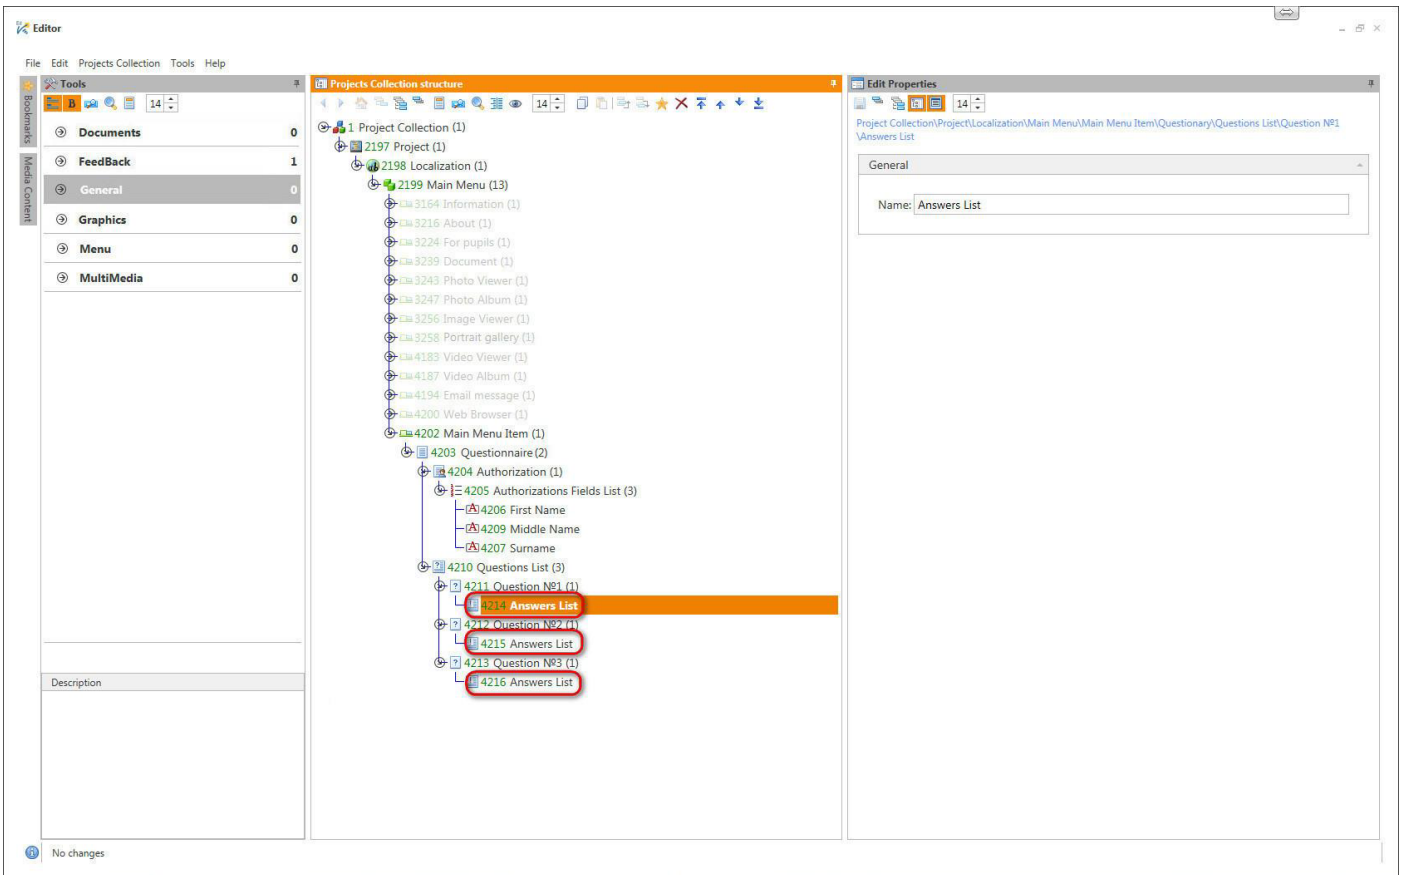 Editor
File Edit Projects Collection Tools Help
Bookmarks
Media Content
Tools
B 14
Documents 0
FeedBack 1
General 0
Graphics 0
Menu 0
MultiMedia 0
Description
Projects Collection structure
14
1 Project Collection (1)
2197 Project (1)
2198 Localization (1)
2199 Main Menu (13)
3164 Information (1)
3216 About (1)
3224 For pupils (1)
3239 Document (1)
3243 Photo Viewer (1)
3247 Photo Album (1)
3256 Image Viewer (1)
3258 Portrait gallery (1)
4183 Video Viewer (1)
4187 Video Album (1)
4194 Email message (1)
4200 Web Browser (1)
4202 Main Menu Item (1)
4203 Questionnaire (2)
4204 Authorization (1)
4205 Authorizations Fields List (3)
A 4206 First Name
A 4209 Middle Name
A 4207 Surname
4210 Questions List (3)
? 4211 Question №1 (1)
4214 Answers List
? 4212 Question №2 (1)
4215 Answers List
? 4213 Question №3 (1)
4216 Answers List
Edit Properties
14
Project Collection\Project\Localization\Main Menu\Main Menu Item\Questionary\Questions List\Question №1
\Answers List
General
Name: Answers List
No changes